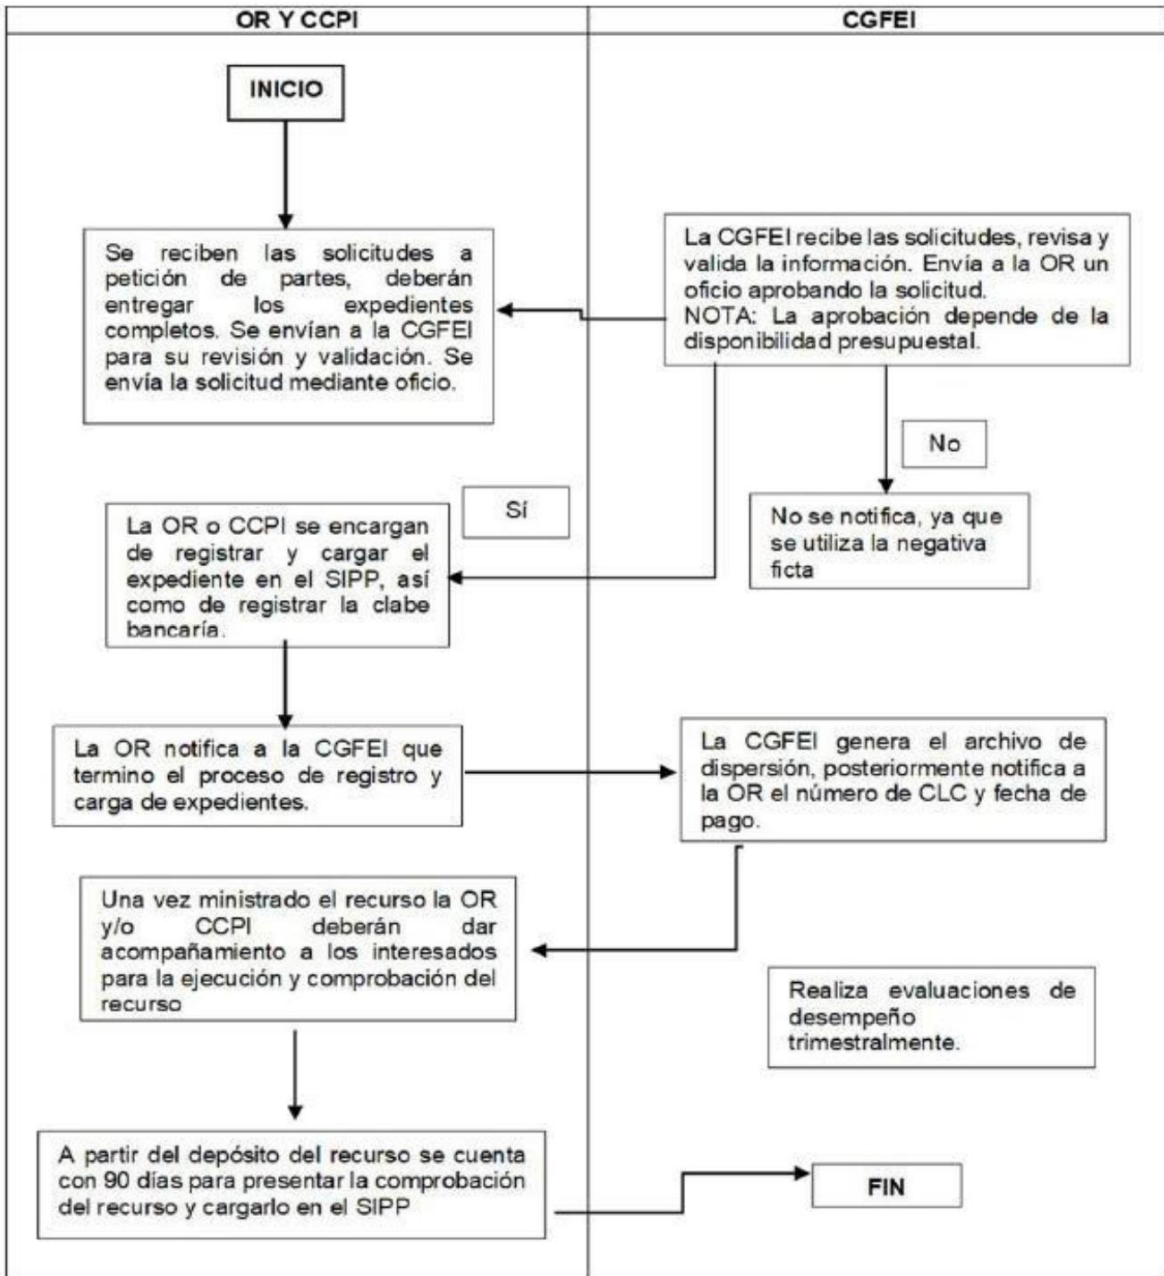 OR Y CCPI
CGFEI
INICIO
Se reciben las solicitudes a
petición de partes, deberán
entregar los expedientes
completos. Se envían a la CGFEI
para su revisión y validación. Se
envía la solicitud mediante oficio.
La CGFEI recibe las solicitudes, revisa y
valida la información. Envía a la OR un
oficio aprobando la solicitud.
NOTA: La aprobación depende de la
disponibilidad presupuestal.
No
Sí
No se notifica, ya que
se utiliza la negativa
ficta
La OR o CCPI se encargan
de registrar y cargar el
expediente en el SIPP, así
como de registrar la clabe
bancaría.
La OR notifica a la CGFEI que
termino el proceso de registro y
carga de expedientes.
La CGFEI genera el archivo de
dispersión, posteriormente notifica a
la OR el número de CLC y fecha de
pago.
Una vez ministrado el recurso la OR
y/o CCPI deberán dar
acompañamiento a los interesados
para la ejecución y comprobación del
recurso
Realiza evaluaciones de
desempeño
trimestralmente.
A partir del depósito del recurso se cuenta
con 90 días para presentar la comprobación
del recurso y cargarlo en el SIPP
FIN